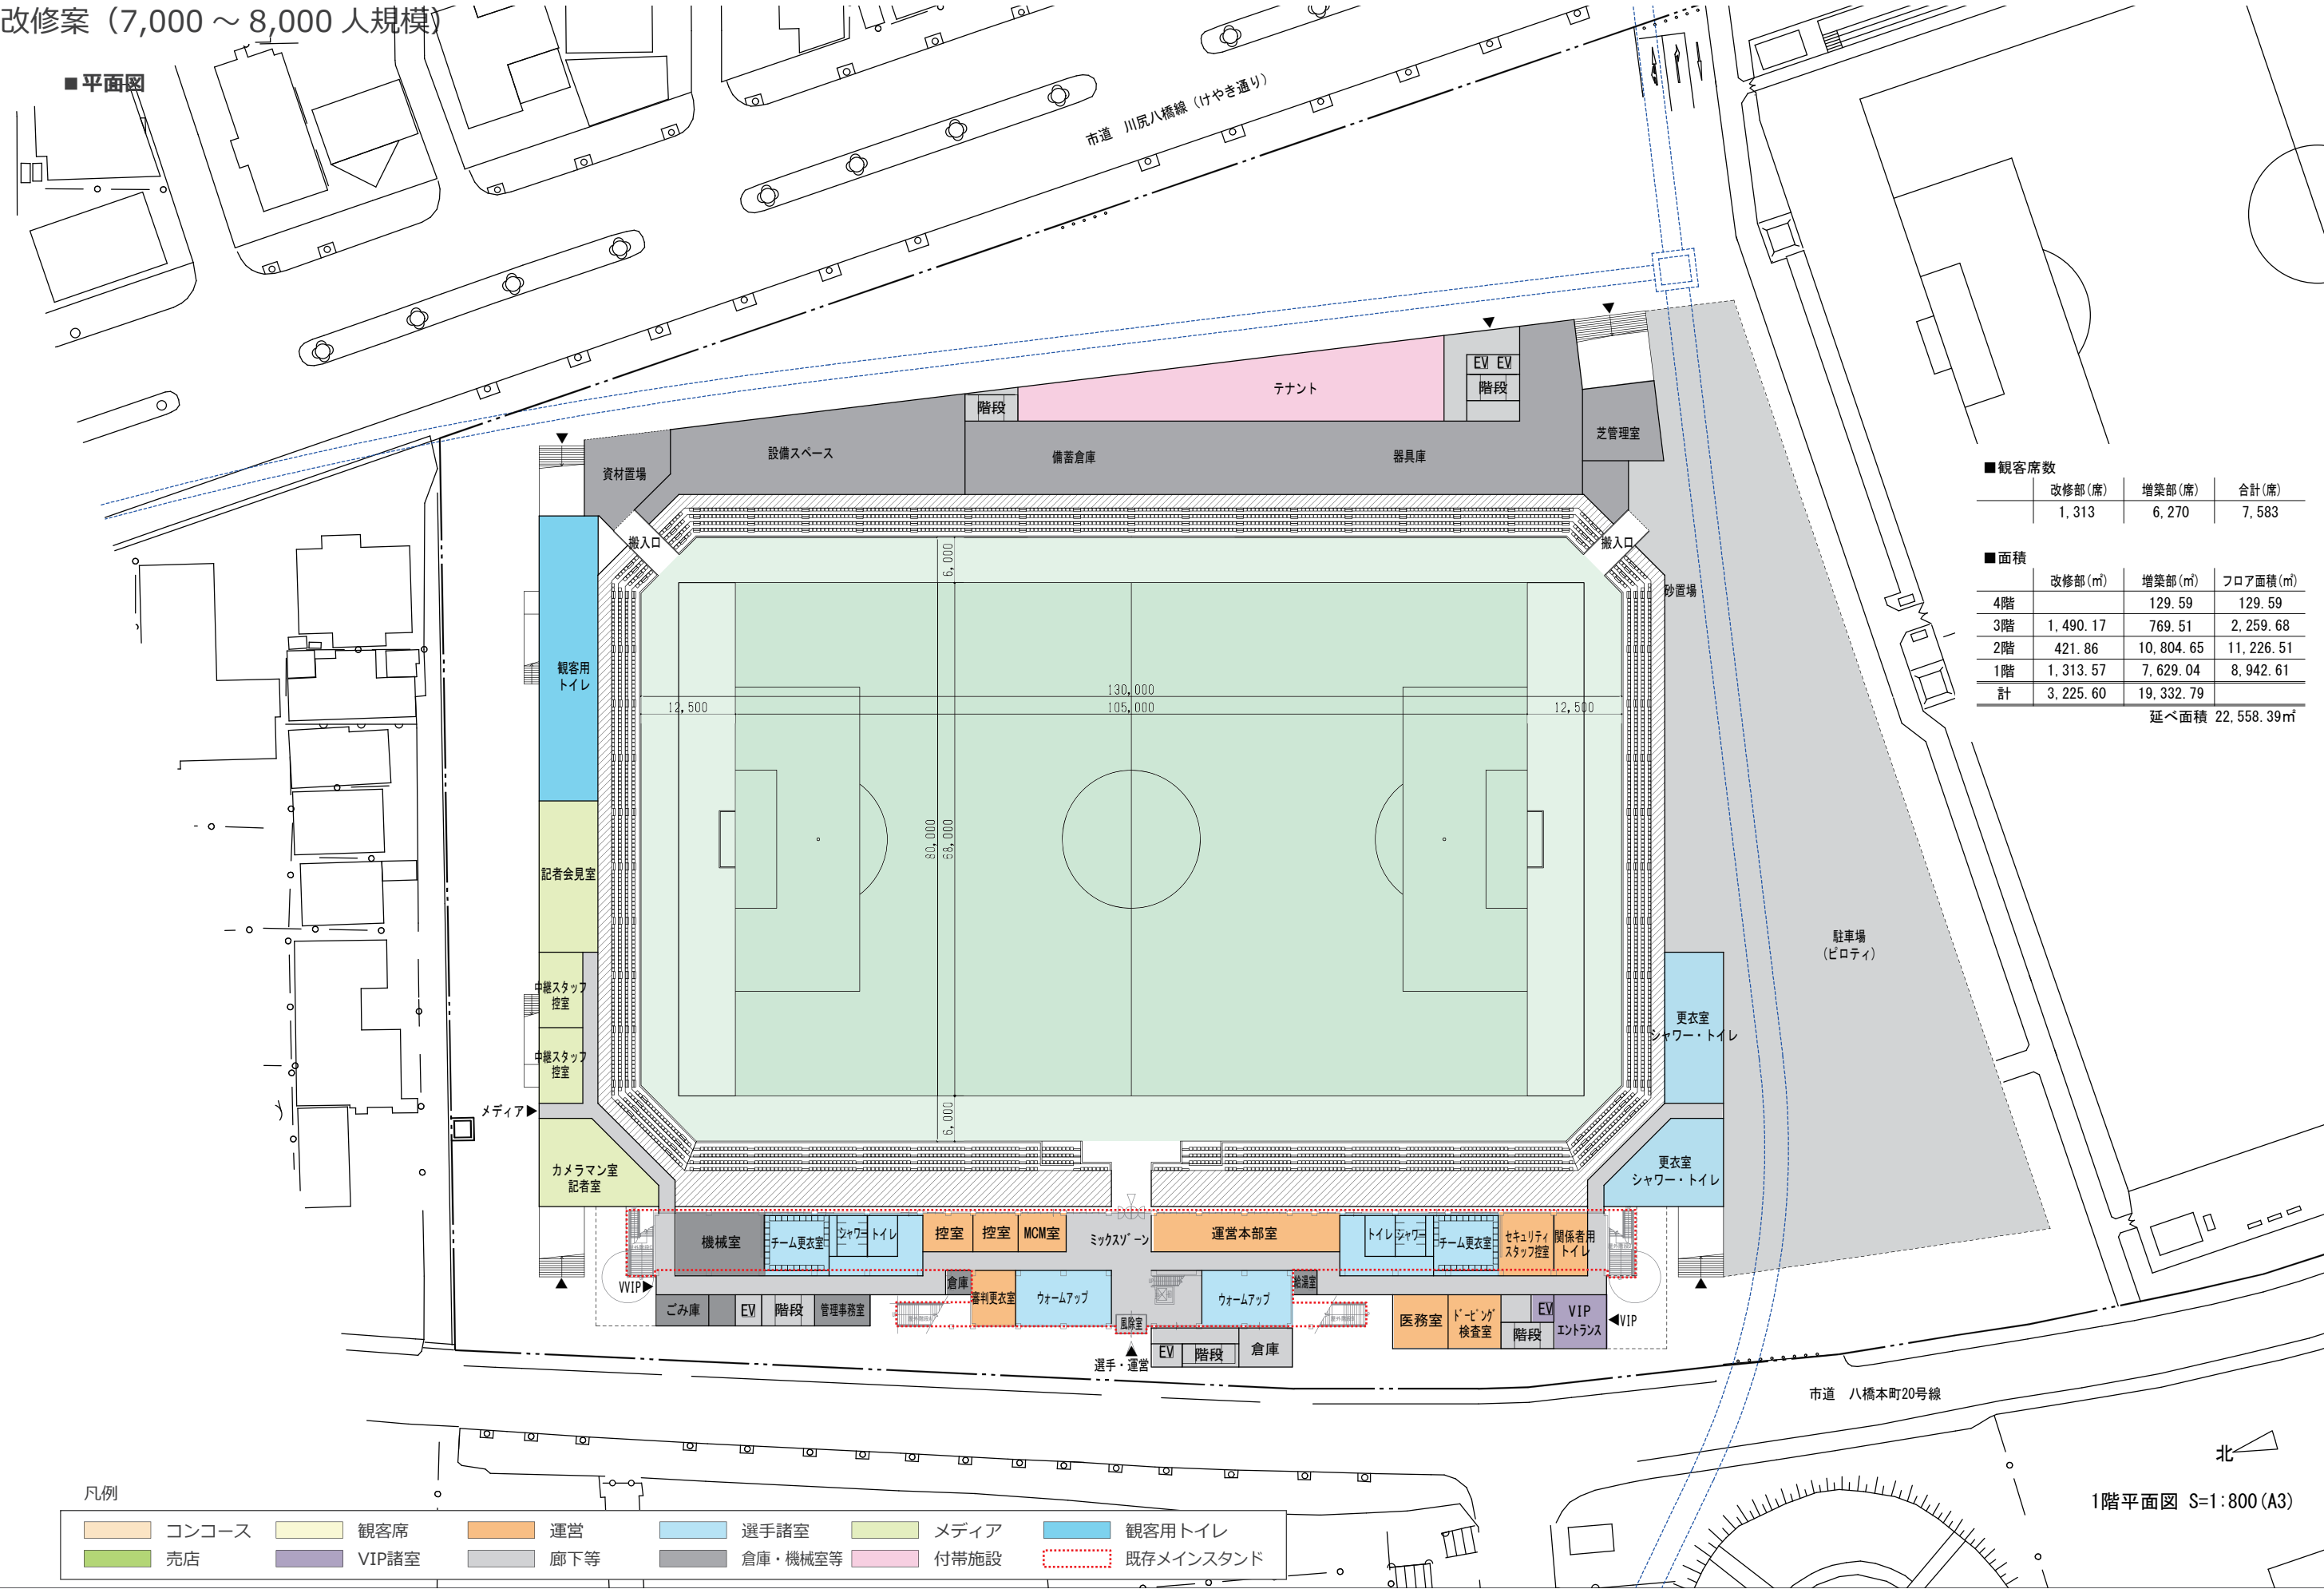 改修案（7,000 ～ 8,000 人規模）
■平面図
市道　川尻八橋線（けやき通り）
EV EV
階段
テナント
階段
芝管理室
設備スペース
備蓄倉庫
器具庫
資材置場
搬入口
搬入口
6,000
砂置場
■観客席数
改修部(席) 増築部(席) 合計(席)
1,313 6,270 7,583
■面積
改修部(㎡) 増築部(㎡) フロア面積(㎡)
4階 129.59 129.59
3階 1,490.17 769.51 2,259.68
2階 421.86 10,804.65 11,226.51
1階 1,313.57 7,629.04 8,942.61
計 3,225.60 19,332.79
延べ面積 22,558.39㎡
観客用
トイレ
130,000
12,500 105,000 12,500
80,000
68,000
記者会見室
駐車場
(ピロティ)
中継スタッフ
控室
中継スタッフ
控室
更衣室
シャワー・トイレ
メディア▶
6,000
カメラマン室
記者室
更衣室
シャワー・トイレ
機械室
チーム更衣室
シャワー
トイレ
控室
控室
MCM室
ミックスゾーン
運営本部室
トイレ
シャワー
チーム更衣室
セキュリティ
スタッフ控室
関係者用
トイレ
VVIP▶
倉庫
審判更衣室
ウォームアップ
ウォームアップ
給湯室
ごみ庫
EV
階段
管理事務室
風除室
医務室
ドーピング
検査室
EV
階段
VIP
エントランス
◀VIP
選手・運営
EV
階段
倉庫
市道　八橋本町20号線
北
1階平面図 S=1:800(A3)
凡例
コンコース 観客席 運営 選手諸室 メディア 観客用トイレ
売店 VIP諸室 廊下等 倉庫・機械室等 付帯施設 既存メインスタンド